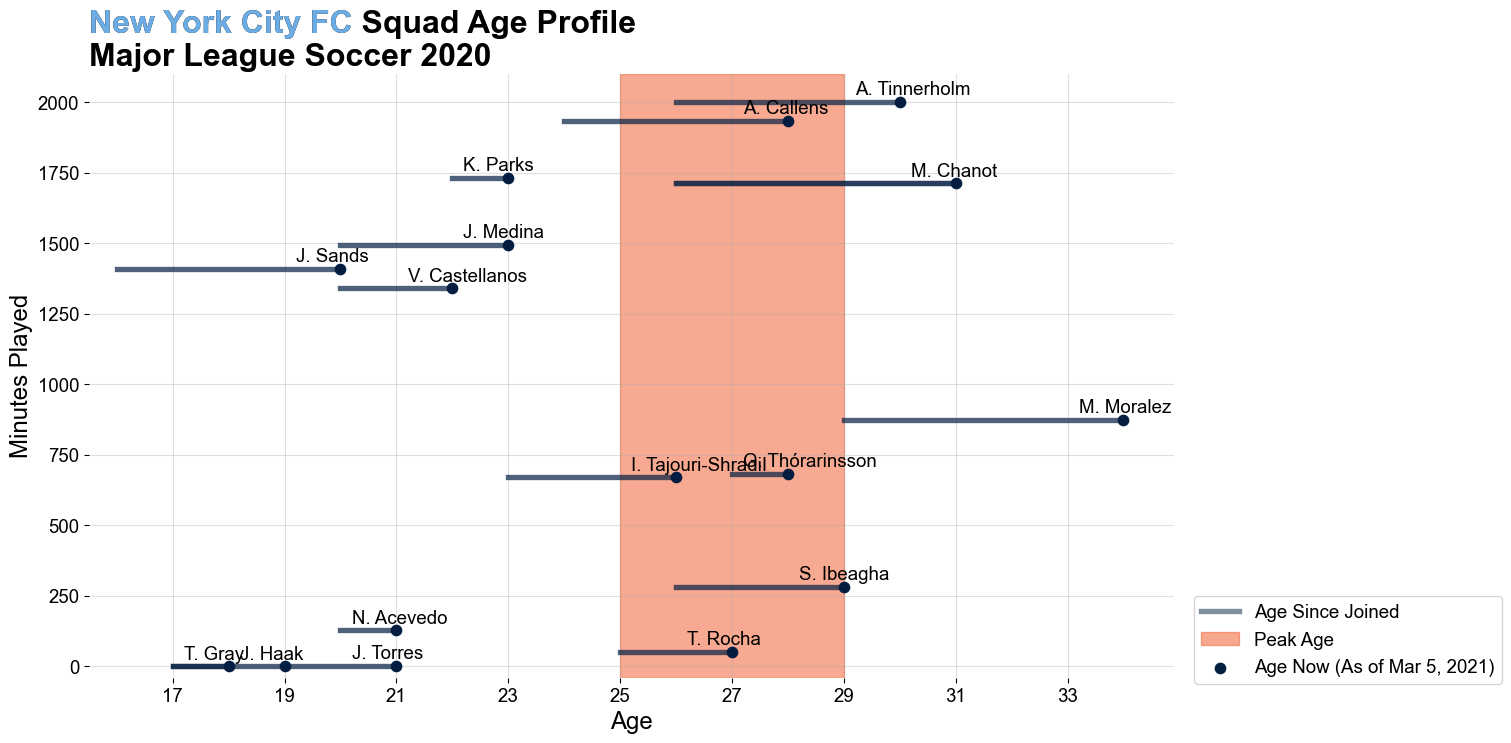 New York City FC Squad Age Profile
Major League Soccer 2020
Minutes Played
2000
1750
1500
1250
1000
750
500
250
0
A. Tinnerholm
A. Callens
K. Parks
M. Chanot
J. Medina
J. Sands
V. Castellanos
M. Moralez
I. Tajouri-Shradi
G. Thórarinsson
S. Ibeagha
N. Acevedo
T. Rocha
T. Gray
J. Haak
J. Torres
17 19 21 23 25 27 29 31 33
Age
Age Since Joined
Peak Age
Age Now (As of Mar 5, 2021)